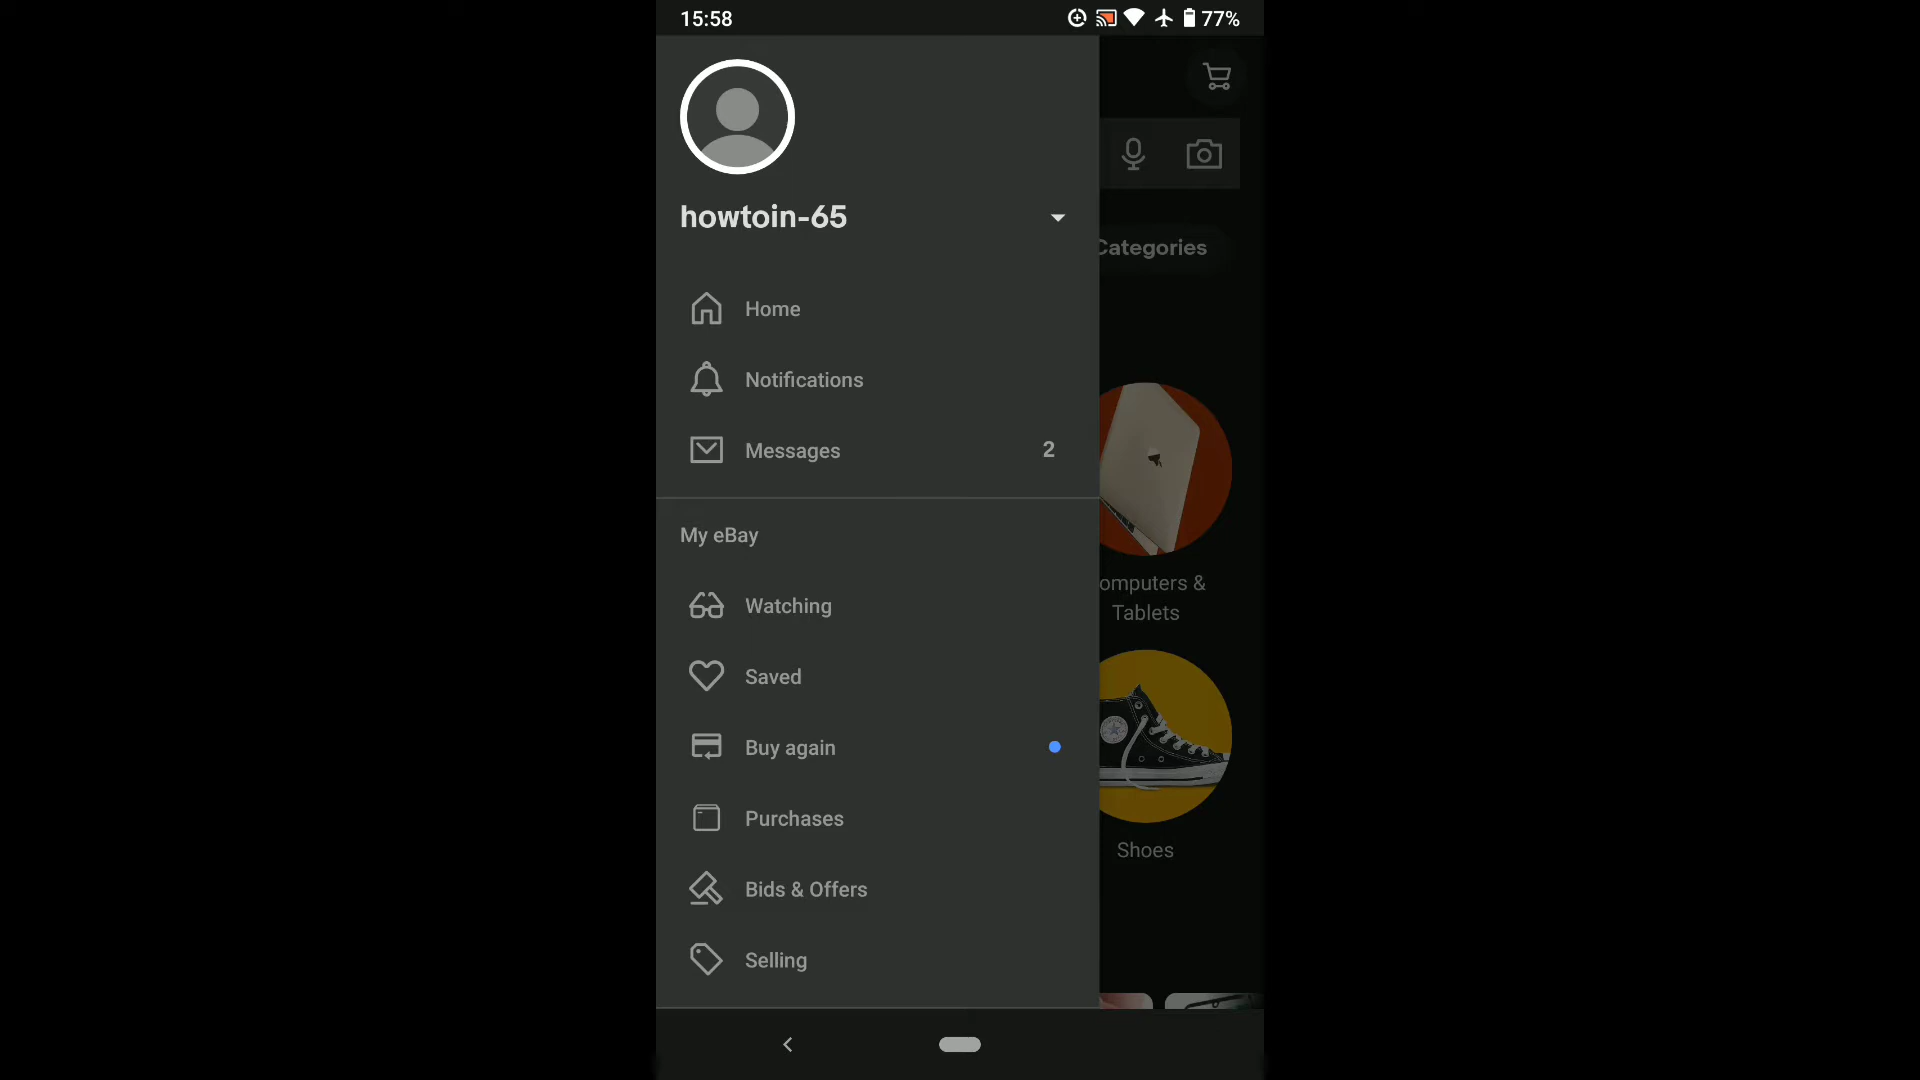 15:58
77%
howtoin-65
Categories
Home
Notifications
Messages
2
My eBay
omputers &
Tablets
Watching
Saved
Buy again
Purchases
Shoes
Bids & Offers
Selling